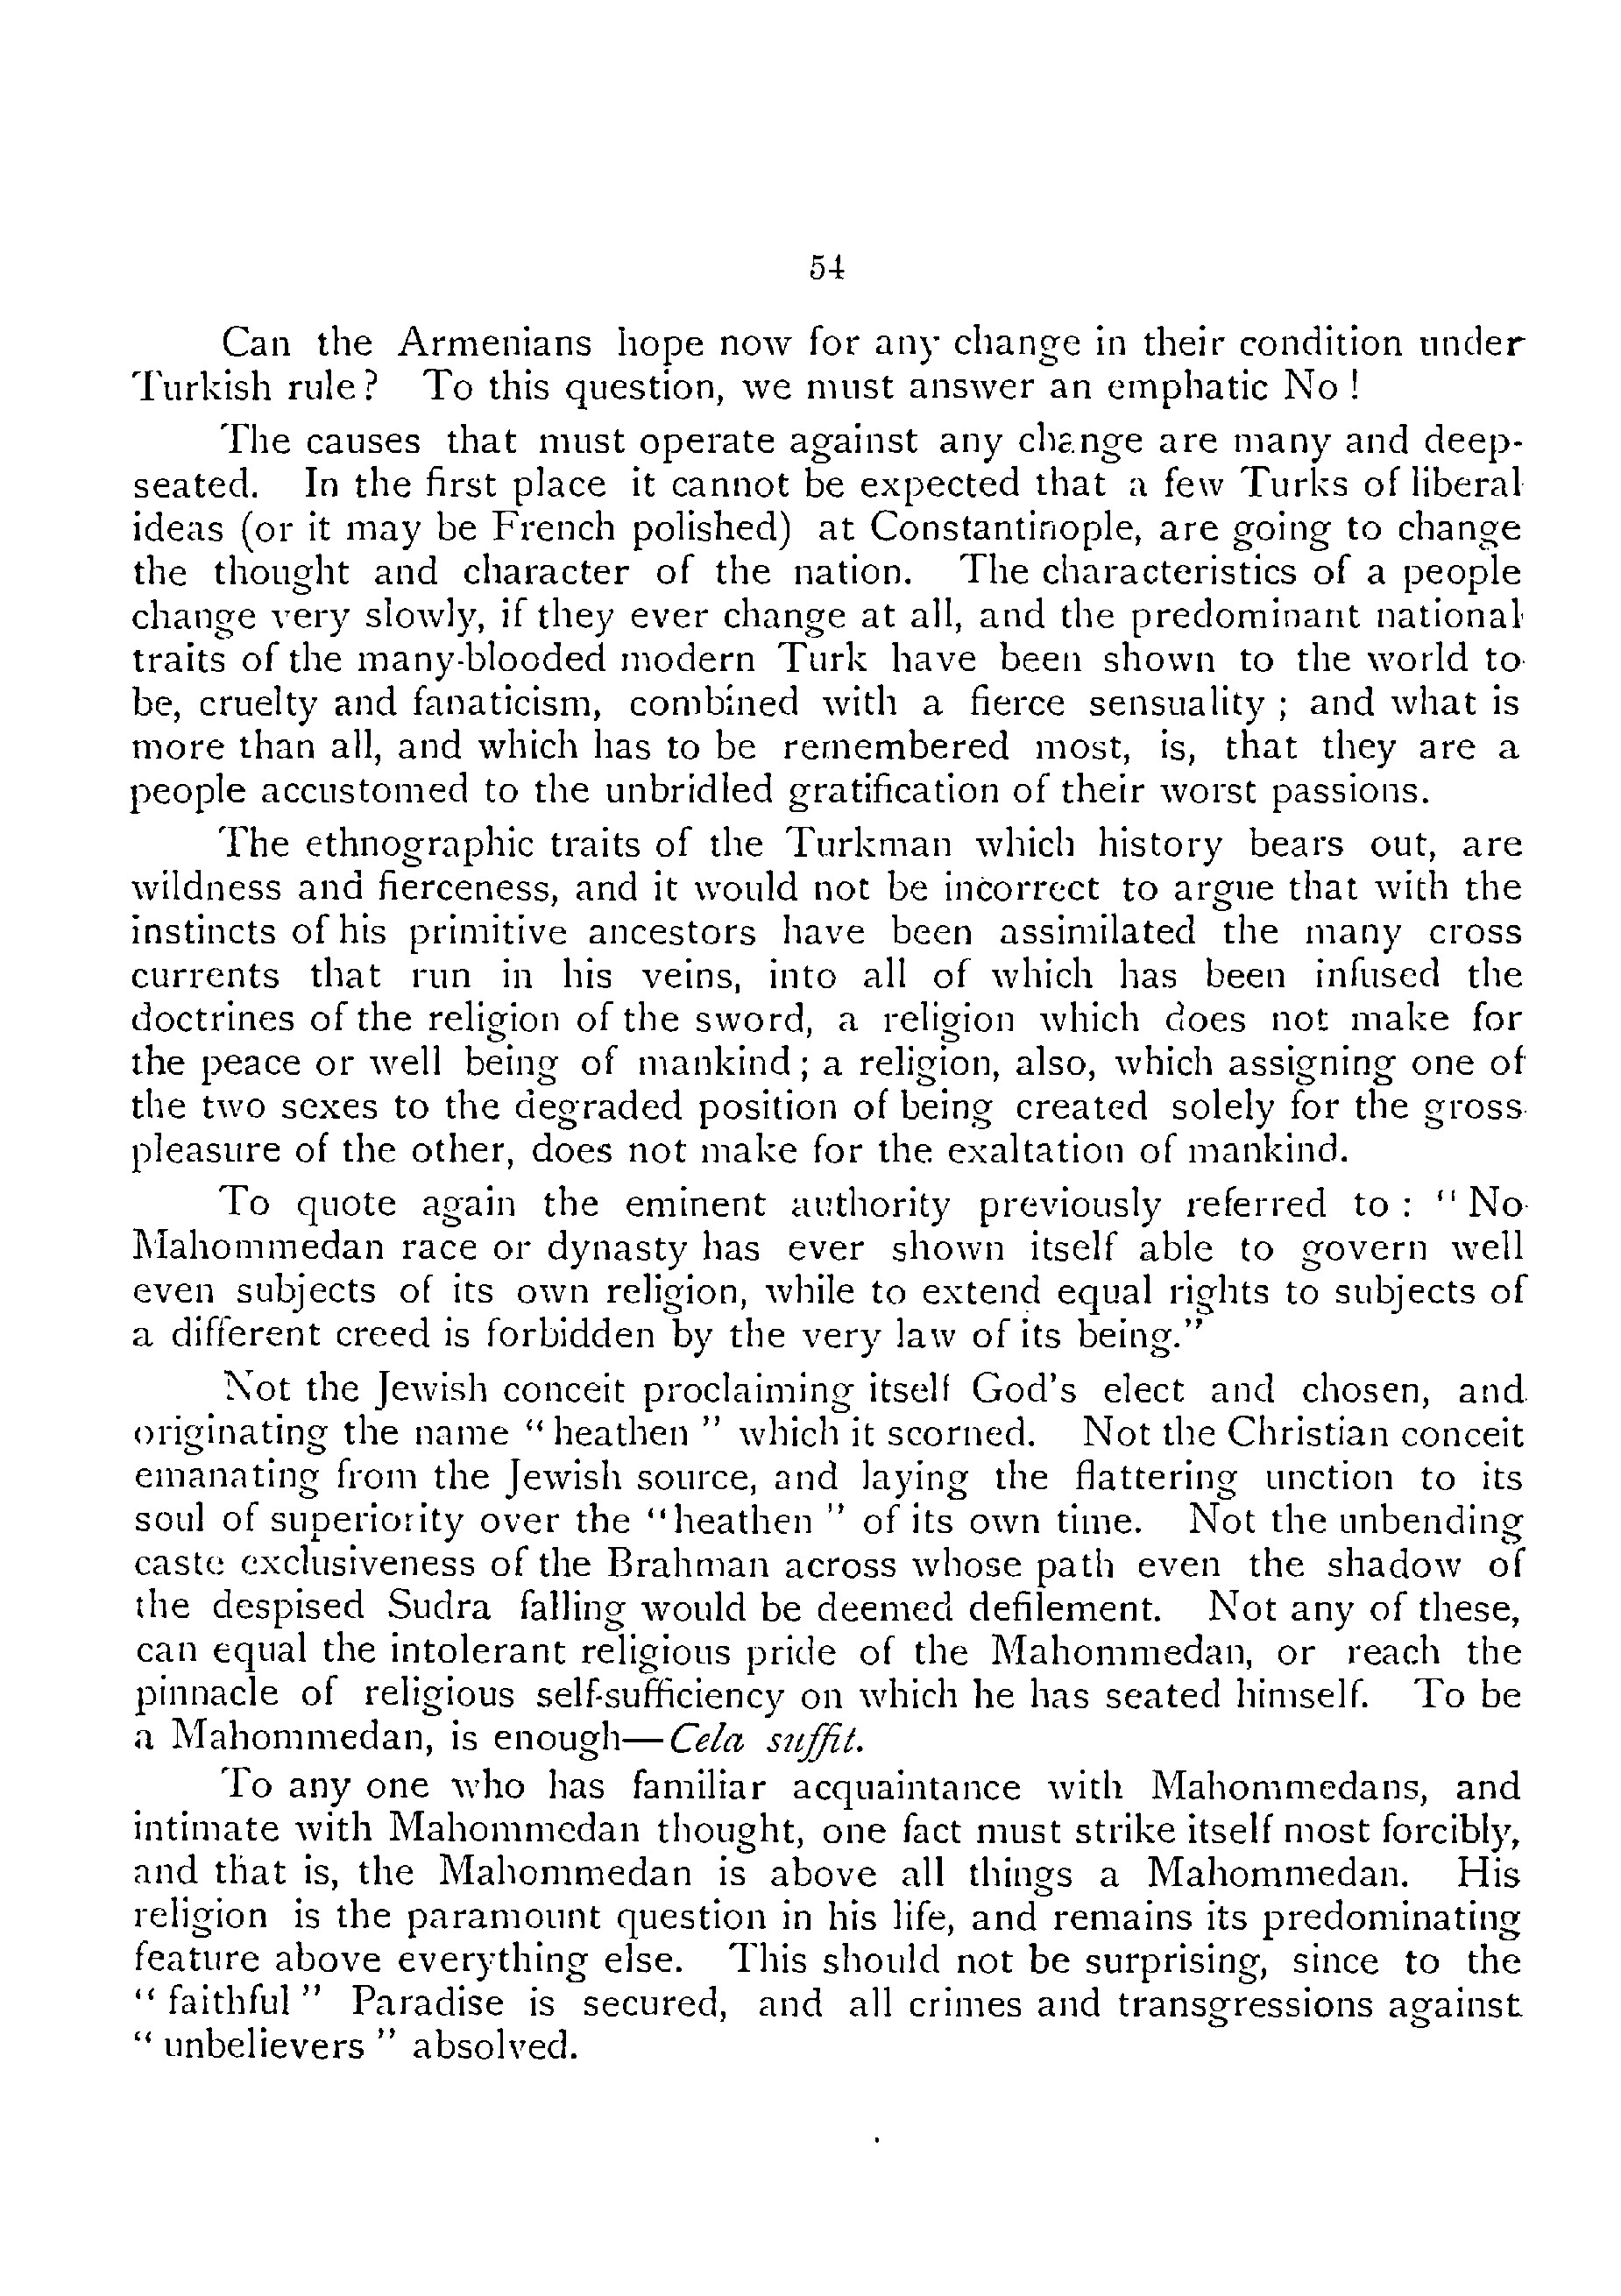 54
Can the Armenians hope now for any change in their condition under
Turkish rule? To this question, we must answer an emphatic No!
The causes that must operate against any change are many and deep-
seated. In the first place it cannot be expected that a few Turks of liberal
ideas (or it may be French polished) at Constantinople, are going to change
the thought and character of the nation. The characteristics of a people
change very slowly, if they ever change at all, and the predominant national
traits of the many-blooded modern Turk have been shown to the world to
be, cruelty and fanaticism, combined with a fierce sensuality; and what is
more than all, and which has to be remembered most, is, that they are a
people accustomed to the unbridled gratification of their worst passions.
The ethnographic traits of the Turkman which history bears out, are
wildness and fierceness, and it would not be incorrect to argue that with the
instincts of his primitive ancestors have been assimilated the many cross
currents that run in his veins, into all of which has been infused the
doctrines of the religion of the sword, a religion which does not make for
the peace or well being of mankind; a religion, also, which assigning one of
the two sexes to the degraded position of being created solely for the gross
pleasure of the other, does not make for the exaltation of mankind.
To quote again the eminent authority previously referred to: "No
Mahommedan race or dynasty has ever shown itself able to govern well
even subjects of its own religion, while to extend equal rights to subjects of
a different creed is forbidden by the very law of its being."
Not the Jewish conceit proclaiming itself God's elect and chosen, and
originating the name "heathen" which it scorned. Not the Christian conceit
emanating from the Jewish source, and laying the flattering unction to its
soul of superiority over the "heathen" of its own time. Not the unbending
caste exclusiveness of the Brahman across whose path even the shadow of
the despised Sudra falling would be deemed defilement. Not any of these,
can equal the intolerant religious pride of the Mahommedan, or reach the
pinnacle of religious self-sufficiency on which he has seated himself. To be
a Mahommedan, is enough—Cela suffit.
To any one who has familiar acquaintance with Mahommedans, and
intimate with Mahommedan thought, one fact must strike itself most forcibly,
and that is, the Mahommedan is above all things a Mahommedan. His
religion is the paramount question in his life, and remains its predominating
feature above everything else. This should not be surprising, since to the
"faithful" Paradise is secured, and all crimes and transgressions against
"unbelievers" absolved.